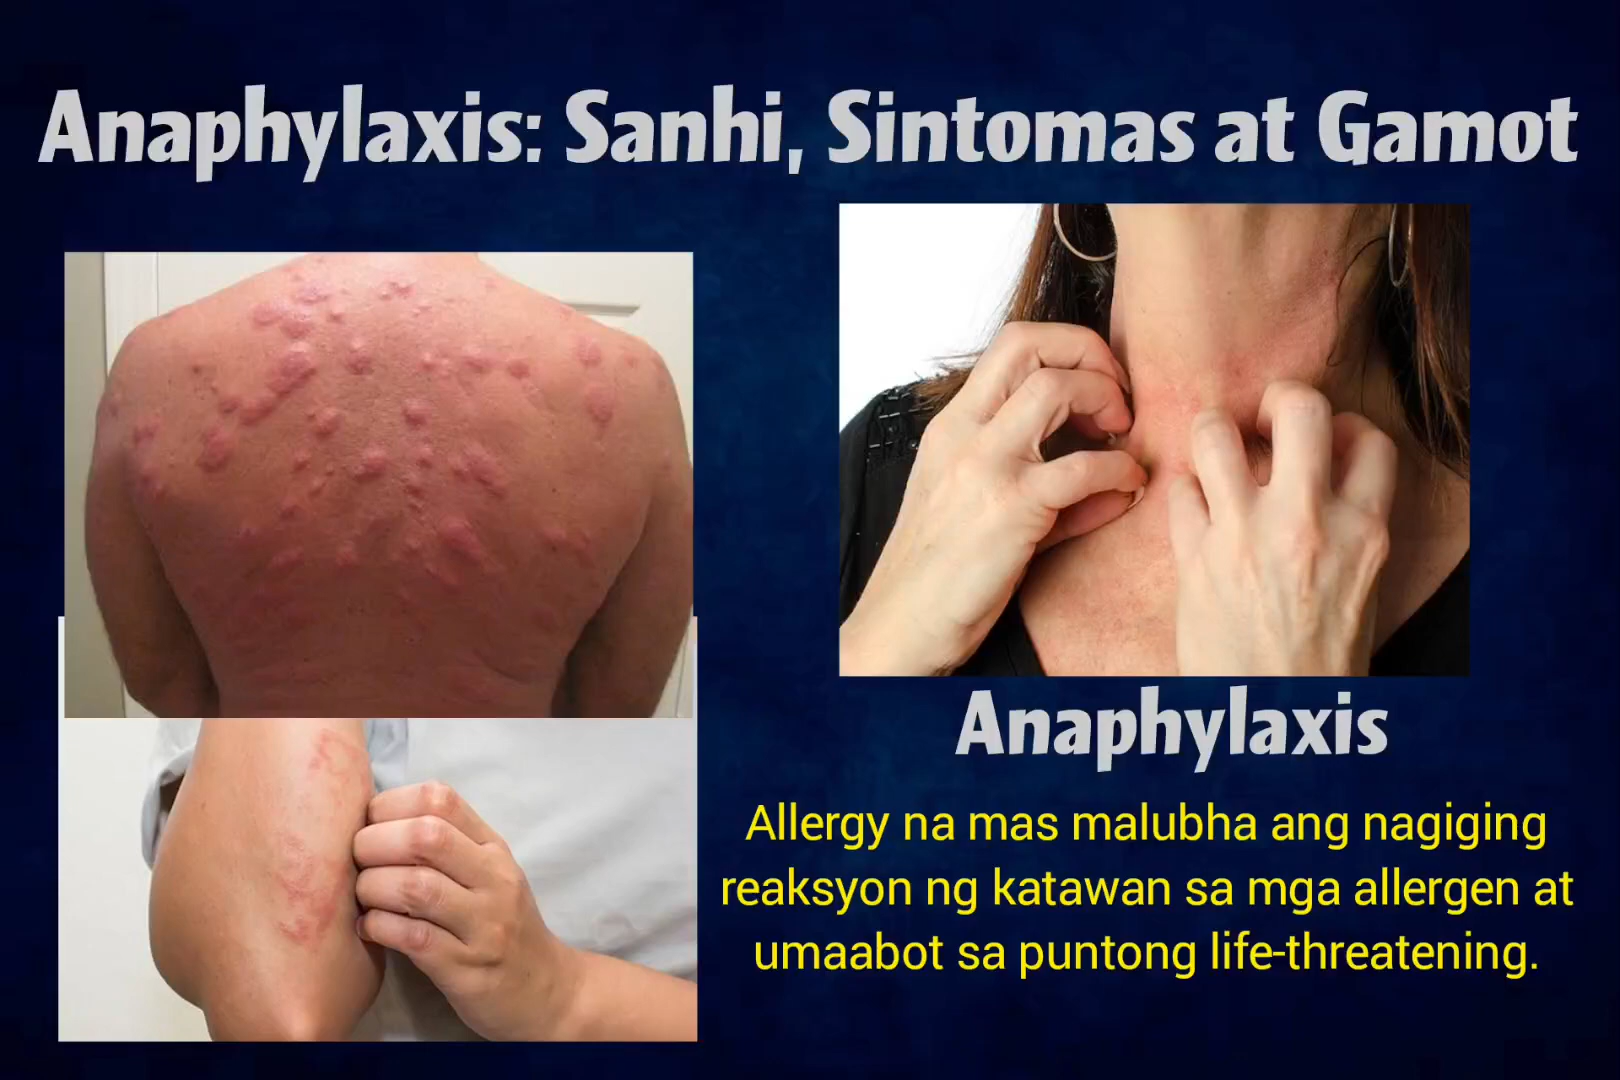 Anaphylaxis: Sanhi, Sintomas at Gamot
Anaphylaxis
Allergy na mas malubha ang nagiging
reaksyon ng katawan sa mga allergen at
umaabot sa puntong life-threatening.